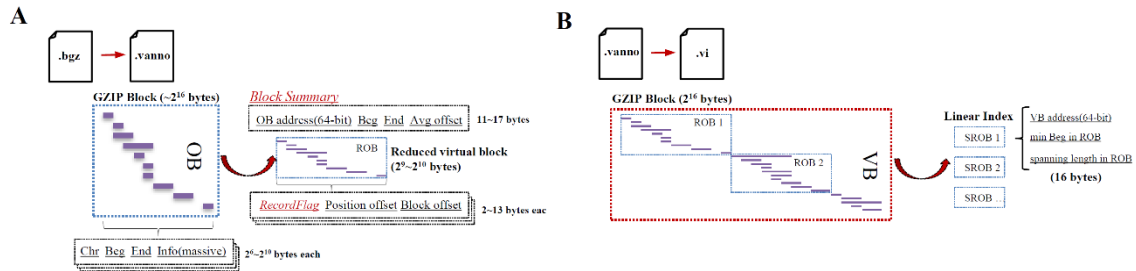 A
.bgz
.vanno
GZIP Block (~2¹⁶ bytes)
OB
Block Summary
OB address(64-bit) Beg End Avg offset
11~17 bytes
ROB
Reduced virtual block
(2⁹~2¹⁰ bytes)
RecordFlag Position offset Block offset
2~13 bytes eac
Chr Beg End Info(massive)
2⁶~2¹⁰ bytes each
B
.vanno
.vi
GZIP Block (2¹⁶ bytes)
ROB 1
ROB 2
VB
Linear Index
SROB 1
SROB 2
SROB ...
VB address(64-bit)
min Beg in ROB
spanning length in ROB
(16 bytes)